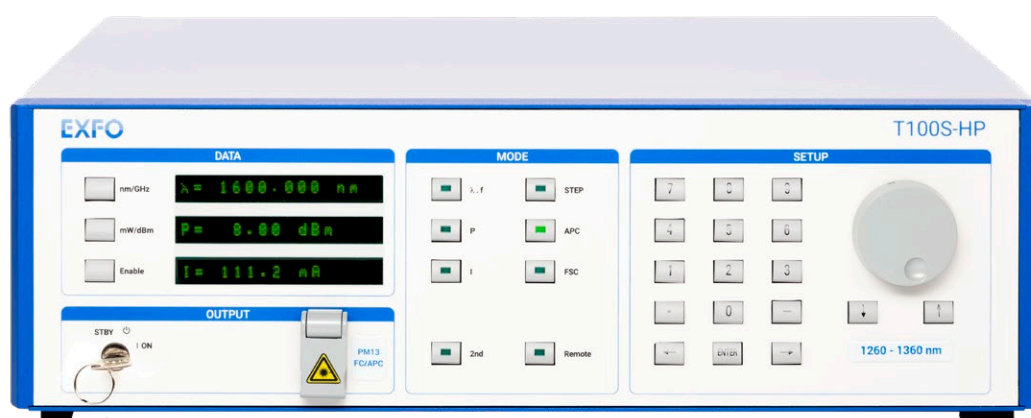 EXFO
T100S-HP
DATA
nm/GHz
λ= 1600.000 nm
mW/dBm
P= 8.00 dBm
Enable
I= 111.2 mA
OUTPUT
STBY
I ON
PM13
FC/APC
MODE
λ.f
STEP
P
APC
I
FSC
2nd
Remote
SETUP
7
4
5
6
1
2
3
.
0
—
←
ENTER
→
↓
↑
1260 - 1360 nm